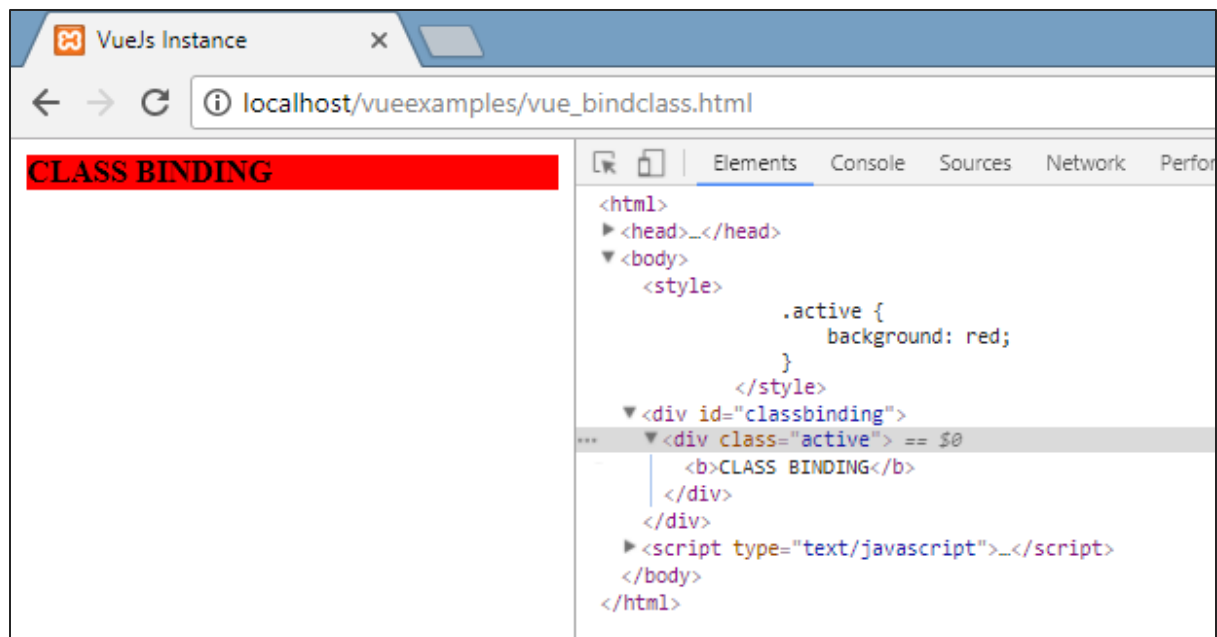 VueJs Instance
localhost/vueexamples/vue_bindclass.html
CLASS BINDING
Elements Console Sources Network Perfor
<html>
<head>…</head>
<body>
<style>
.active {
background: red;
}
</style>
<div id="classbinding">
… <div class="active"> == $0
<b>CLASS BINDING</b>
</div>
</div>
<script type="text/javascript">…</script>
</body>
</html>